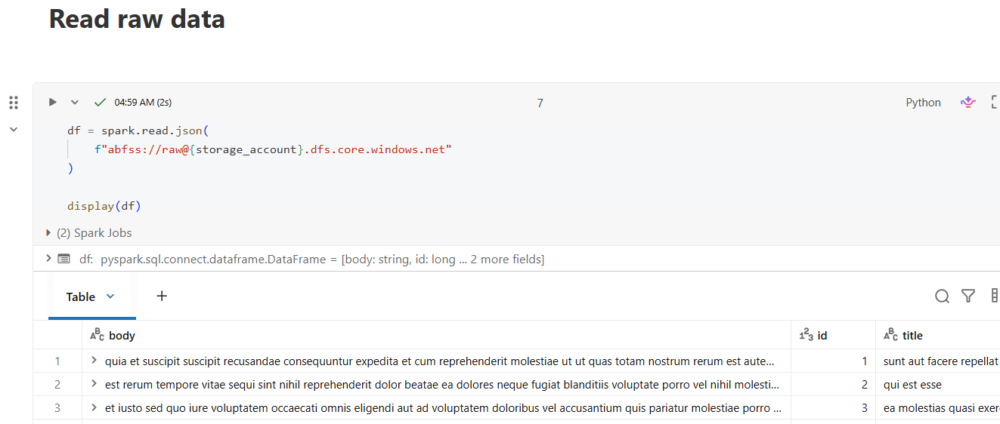 Read raw data
04:59 AM (2s)
7
Python
df = spark.read.json(
f"abfss://raw@{storage_account}.dfs.core.windows.net"
)
display(df)
(2) Spark Jobs
df: pyspark.sql.connect.dataframe.DataFrame = [body: string, id: long ... 2 more fields]
Table
+
ABC body
123 id
ABC title
1 quia et suscipit suscipit recusandae consequuntur expedita et cum reprehenderit molestiae ut ut quas totam nostrum rerum est aute... 1 sunt aut facere repellat
2 est rerum tempore vitae sequi sint nihil reprehenderit dolor beatae ea dolores neque fugiat blanditiis voluptate porro vel nihil molesti... 2 qui est esse
3 et iusto sed quo iure voluptatem occaecati omnis eligendi aut ad voluptatem doloribus vel accusantium quis pariatur molestiae porro ... 3 ea molestias quasi exer